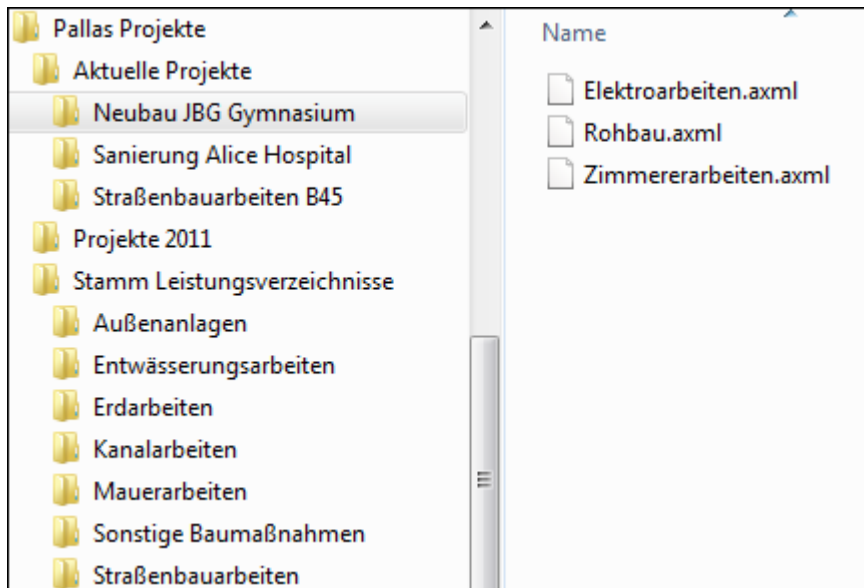 Pallas Projekte
Aktuelle Projekte
Neubau JBG Gymnasium
Sanierung Alice Hospital
Straßenbauarbeiten B45
Projekte 2011
Stamm Leistungsverzeichnisse
Außenanlagen
Entwässerungsarbeiten
Erdarbeiten
Kanalarbeiten
Mauerarbeiten
Sonstige Baumaßnahmen
Straßenbauarbeiten
Name
Elektroarbeiten.axml
Rohbau.axml
Zimmererarbeiten.axml